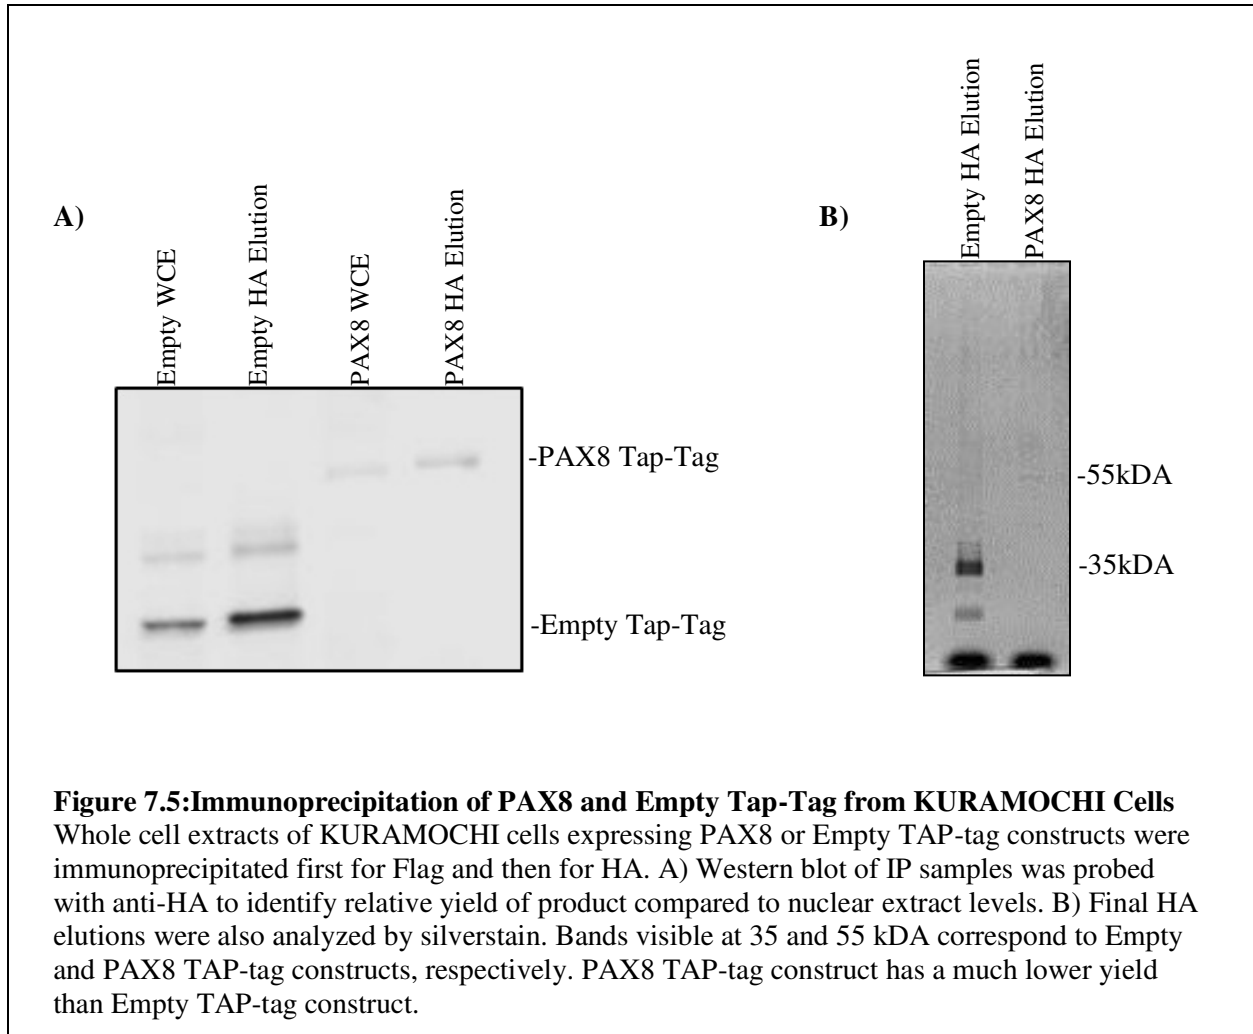 A)
Empty WCE
Empty HA Elution
PAX8 WCE
PAX8 HA Elution
-PAX8 Tap-Tag
-Empty Tap-Tag
B)
Empty HA Elution
PAX8 HA Elution
-55kDA
-35kDA
Figure 7.5:Immunoprecipitation of PAX8 and Empty Tap-Tag from KURAMOCHI Cells
Whole cell extracts of KURAMOCHI cells expressing PAX8 or Empty TAP-tag constructs were
immunoprecipitated first for Flag and then for HA. A) Western blot of IP samples was probed
with anti-HA to identify relative yield of product compared to nuclear extract levels. B) Final HA
elutions were also analyzed by silverstain. Bands visible at 35 and 55 kDA correspond to Empty
and PAX8 TAP-tag constructs, respectively. PAX8 TAP-tag construct has a much lower yield
than Empty TAP-tag construct.